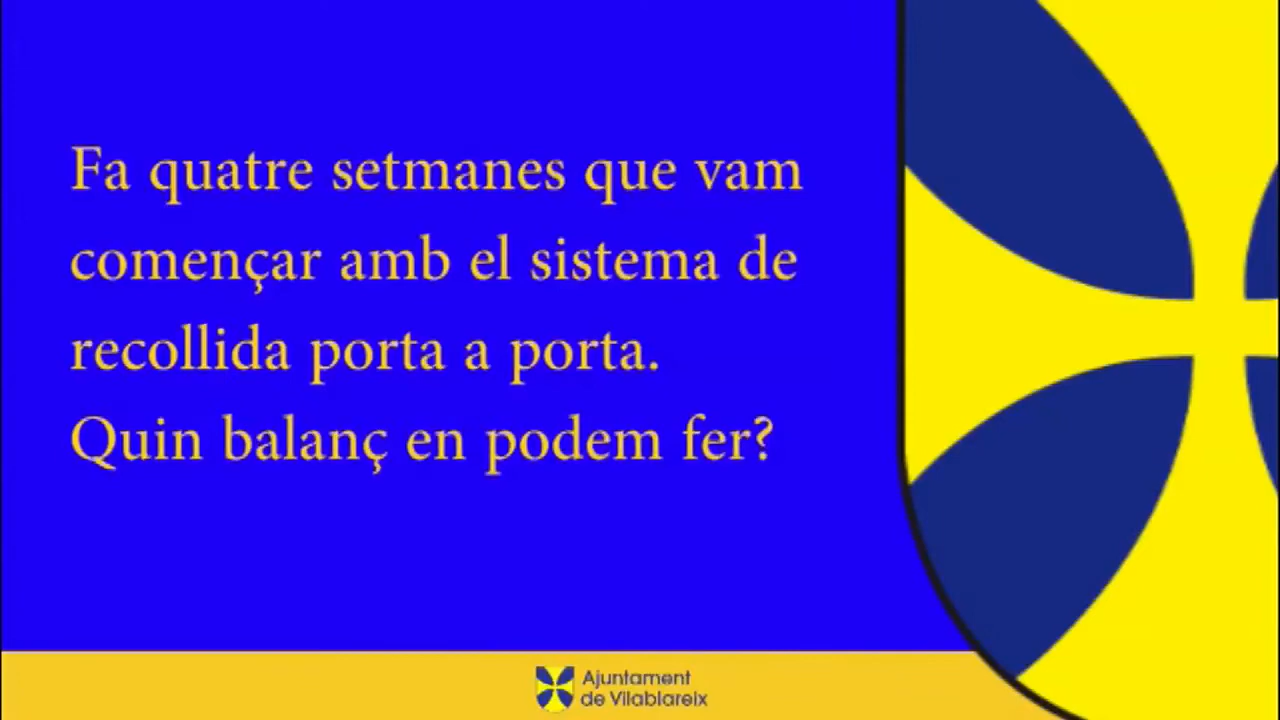 Fa quatre setmanes que vam
començar amb el sistema de
recollida porta a porta.
Quin balanç en podem fer?
Ajuntament
de Vilablareix